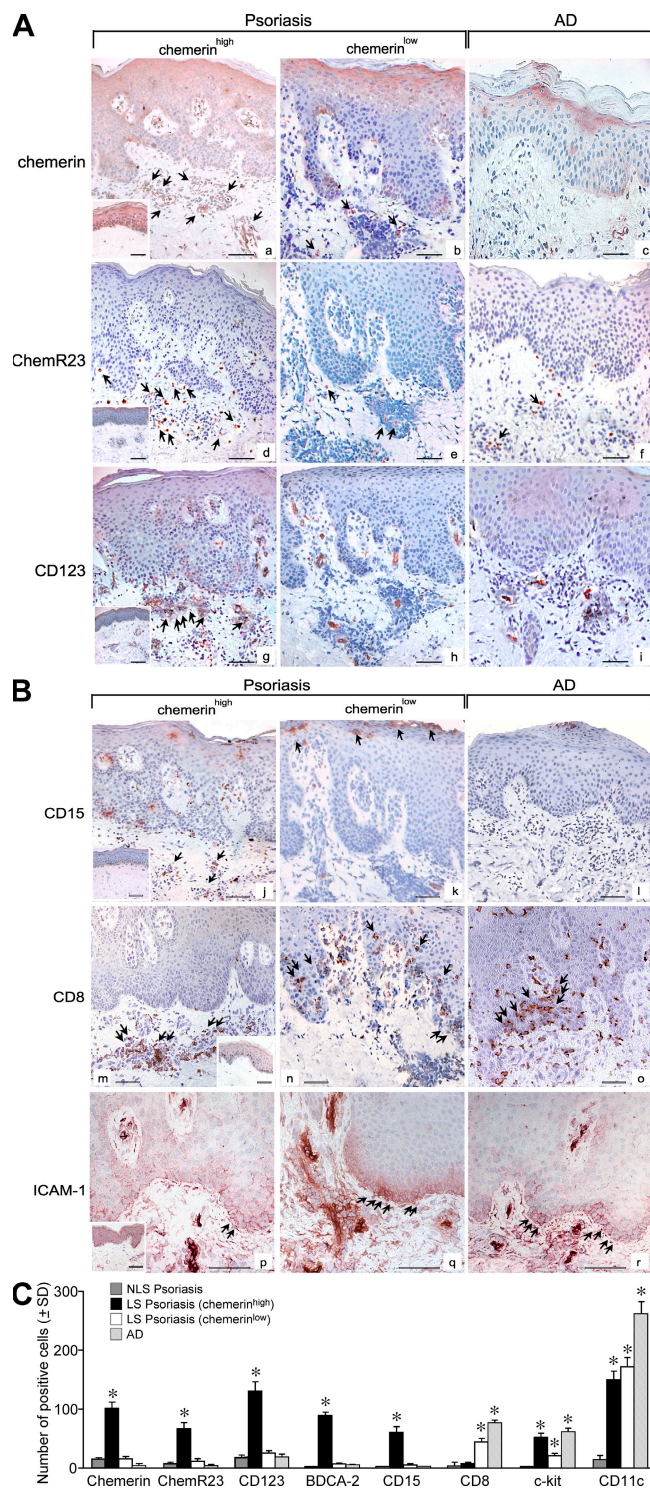 A
Psoriasis
AD
chemerin^high
chemerin^low
chemerin
a
b
c
ChemR23
d
e
f
CD123
g
h
i
B
Psoriasis
AD
chemerin^high
chemerin^low
CD15
j
k
l
CD8
m
n
o
ICAM-1
p
q
r
C
NLS Psoriasis
LS Psoriasis (chemerin^high)
LS Psoriasis (chemerin^low)
AD
Number of positive cells (± SD)
300
200
100
0
* * * * * * * * * * * * *
Chemerin ChemR23 CD123 BDCA-2 CD15 CD8 c-kit CD11c